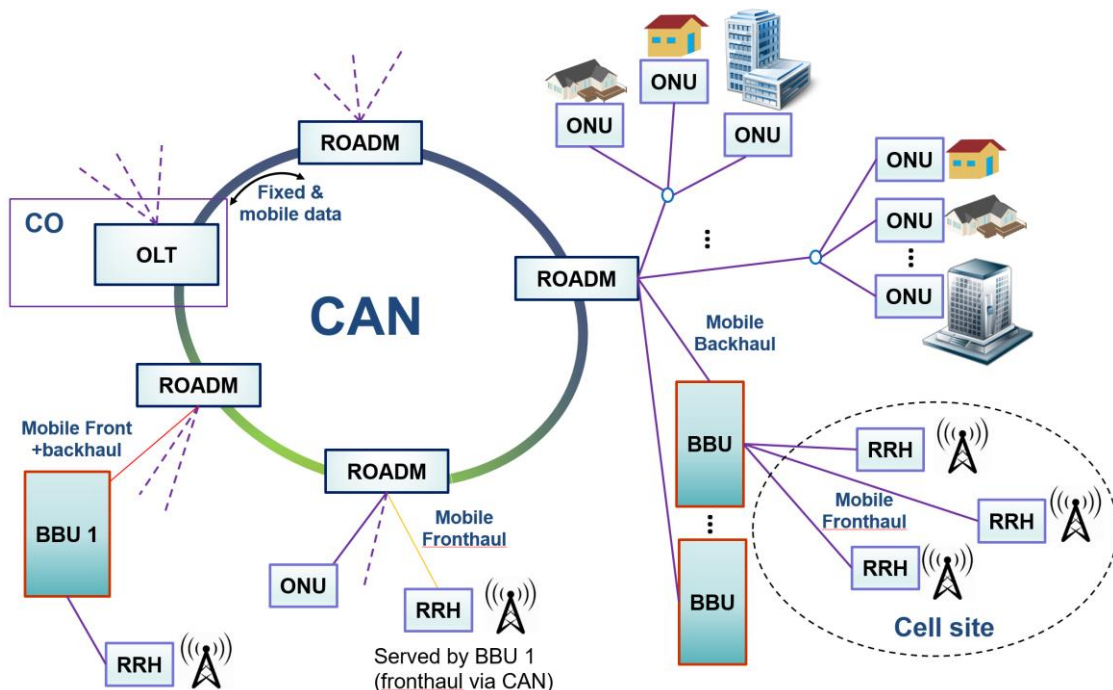 ONU
ONU
ONU
ROADM
Fixed &
mobile data
CO
OLT
CAN
ROADM
...
ONU
ONU
...
ONU
Mobile
Backhaul
ROADM
Mobile Front
+backhaul
BBU 1
RRH
ROADM
Mobile
Fronthaul
ONU
RRH
Served by BBU 1
(fronthaul via CAN)
BBU
...
BBU
RRH
Mobile
Fronthaul
RRH
RRH
Cell site